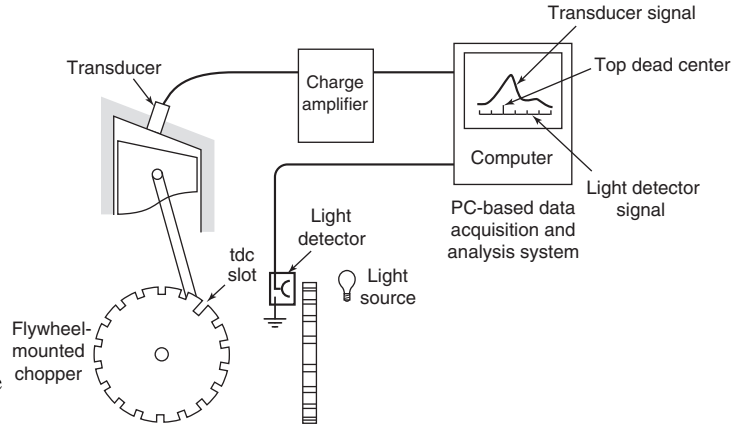 Transducer signal
Transducer
Charge
amplifier
Top dead center
Computer
Light detector
signal
PC-based data
acquisition and
analysis system
Light
detector
tdc
slot
Light
source
Flywheel-
mounted
chopper